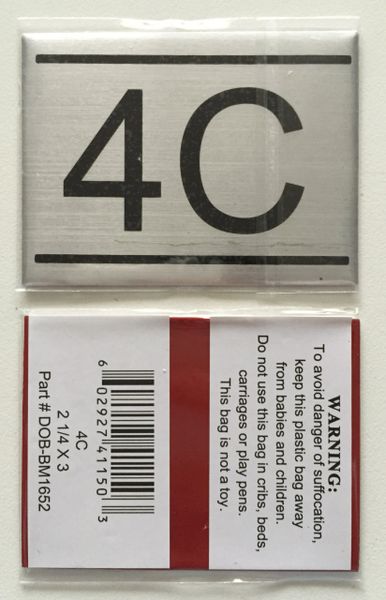 4C
WARNING:
To avoid danger of suffocation,
keep this plastic bag away
from babies and children.
Do not use this bag in cribs, beds,
carriages or play pens.
This bag is not a toy.
6 02927 41150 3
4C
2 1/4 X 3
Part # DOB-BM1652